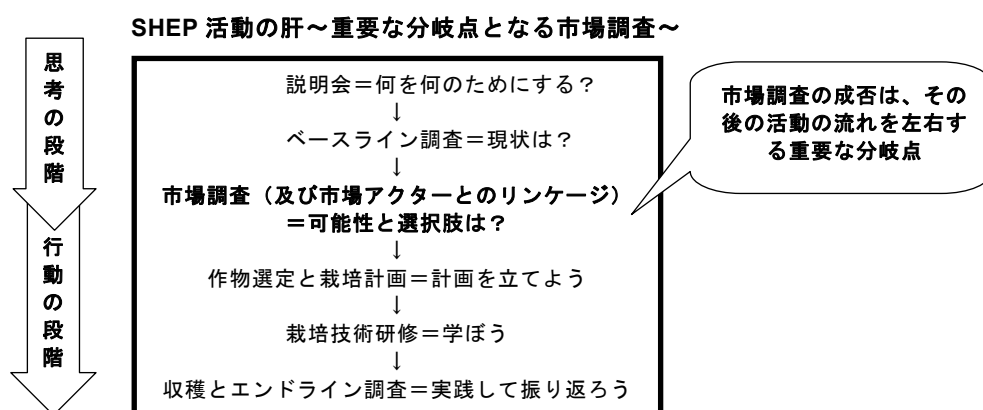 SHEP 活動の肝～重要な分岐点となる市場調査～
思考の段階
行動の段階
説明会＝何を何のためにする？
↓
ベースライン調査＝現状は？
↓
市場調査（及び市場アクターとのリンケージ）
＝可能性と選択肢は？
↓
作物選定と栽培計画＝計画を立てよう
↓
栽培技術研修＝学ぼう
↓
収穫とエンドライン調査＝実践して振り返ろう
市場調査の成否は、その
後の活動の流れを左右す
る重要な分岐点